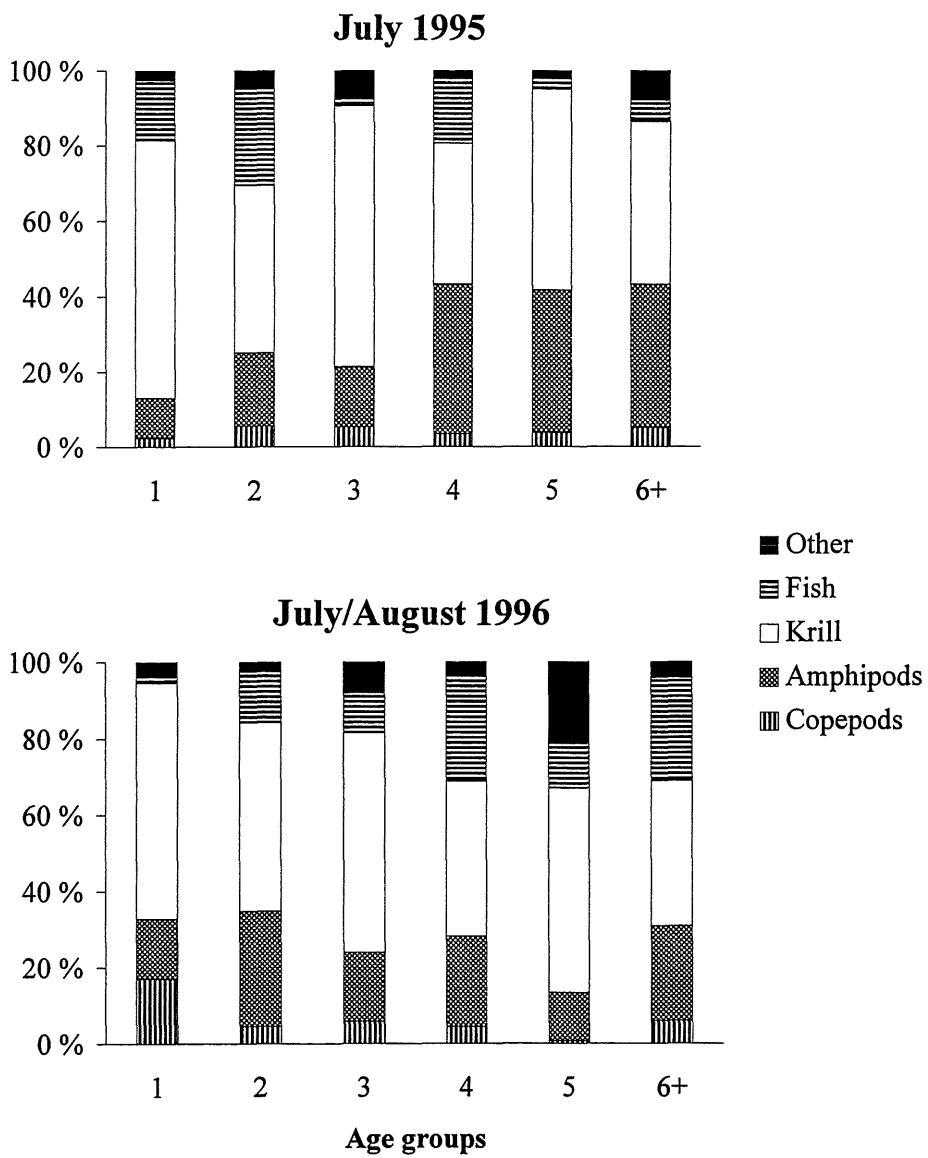 July 1995
100 %
80 %
60 %
40 %
20 %
0 %
1 2 3 4 5 6+
Other
Fish
Krill
Amphipods
Copepods
July/August 1996
100 %
80 %
60 %
40 %
20 %
0 %
1 2 3 4 5 6+
Age groups